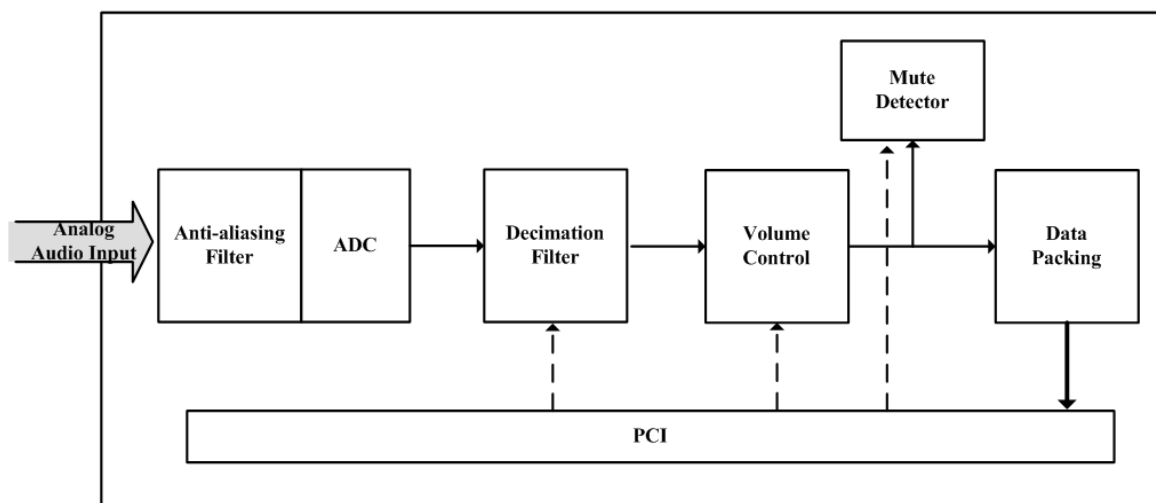 Mute
Detector
Analog
Audio Input
Anti-aliasing
Filter
ADC
Decimation
Filter
Volume
Control
Data
Packing
PCI